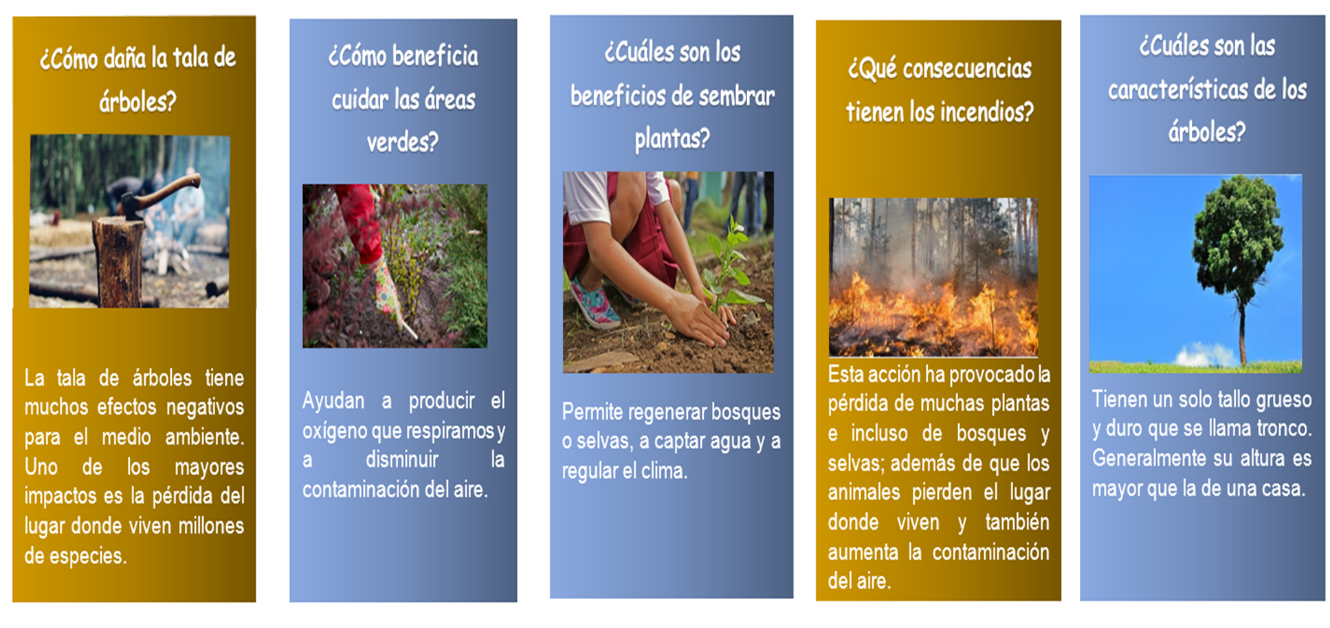 ¿Cómo daña la tala de
árboles?
La tala de árboles tiene
muchos efectos negativos
para el medio ambiente.
Uno de los mayores
impactos es la pérdida del
lugar donde viven millones
de especies.
¿Cómo beneficia
cuidar las áreas
verdes?
Ayudan a producir el
oxígeno que respiramos y
a disminuir la
contaminación del aire.
¿Cuáles son los
beneficios de sembrar
plantas?
Permite regenerar bosques
o selvas, a captar agua y a
regular el clima.
¿Qué consecuencias
tienen los incendios?
Esta acción ha provocado la
pérdida de muchas plantas
e incluso de bosques y
selvas; además de que los
animales pierden el lugar
donde viven y también
aumenta la contaminación
del aire.
¿Cuáles son las
características de los
árboles?
Tienen un solo tallo grueso
y duro que se llama tronco.
Generalmente su altura es
mayor que la de una casa.